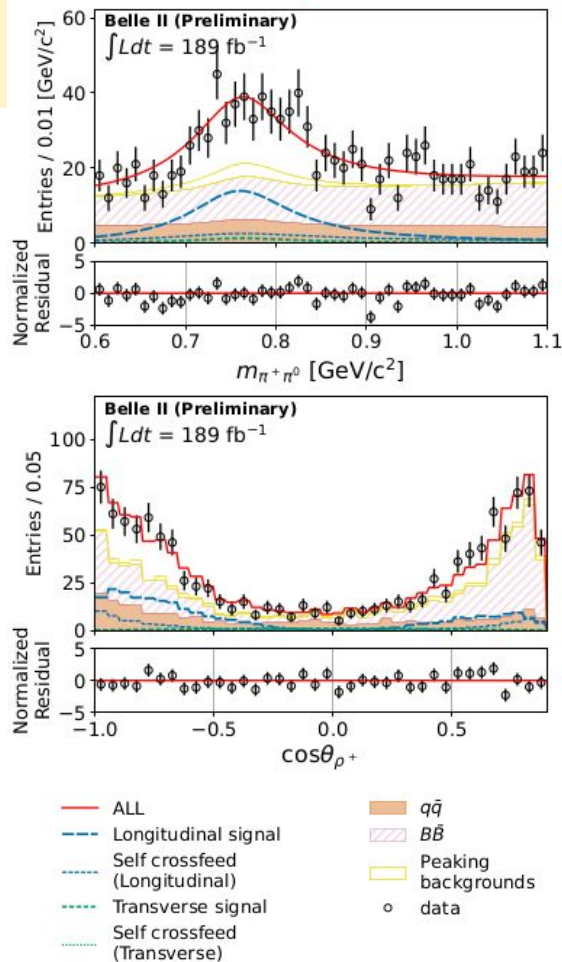 Belle II (Preliminary)
∫Ldt = 189 fb⁻¹
Entries / 0.01 [GeV/c²]
60
40
20
0
Normalized
Residual
5
0
−5
0.6 0.7 0.8 0.9 1.0 1.1
m_{π⁺π⁰} [GeV/c²]
Belle II (Preliminary)
∫Ldt = 189 fb⁻¹
Entries / 0.05
100
75
50
25
0
Normalized
Residual
5
0
−5
−1.0 −0.5 0.0 0.5
cosθ_{ρ⁺}
ALL
Longitudinal signal
Self crossfeed
(Longitudinal)
Transverse signal
Self crossfeed
(Transverse)
qq̄
BB̄
Peaking
backgrounds
data